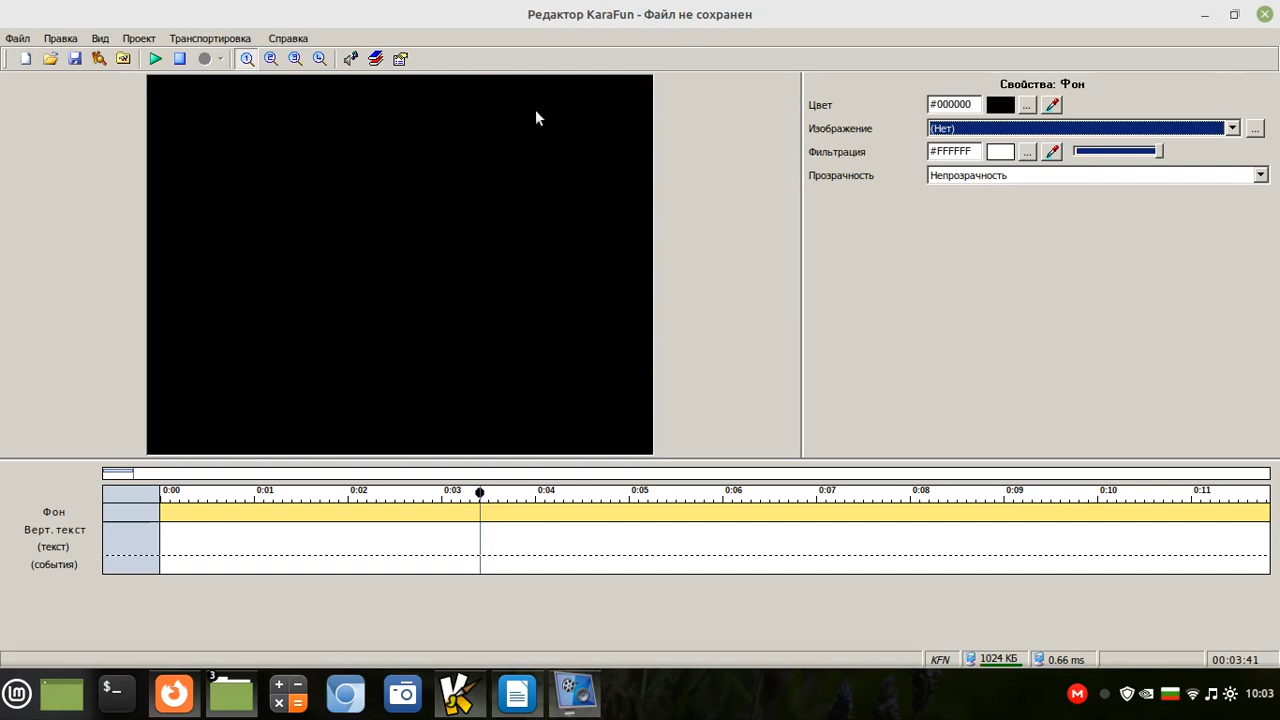 Редактор KaraFun - Файл не сохранен
Файл Правка Вид Проект Транспортировка Справка
Свойства: Фон
Цвет #000000 ...
Изображение (Нет) ...
Фильтрация #FFFFFF ...
Прозрачность Непрозрачность
0:00 0:01 0:02 0:03 0:04 0:05 0:06 0:07 0:08 0:09 0:10 0:11
Фон
Верт.текст
(текст)
(события)
KFN 1024 КБ 0.66 ms 00:03:41
3
10:03